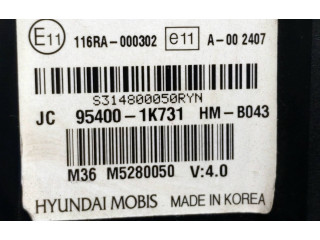 E11 116RA-000302 e11 A-00 2407
S314800050RYN
JC 95400-1K731 HM-B043
M36 M5280050 V:4.0
HYUNDAI MOBIS MADE IN KOREA